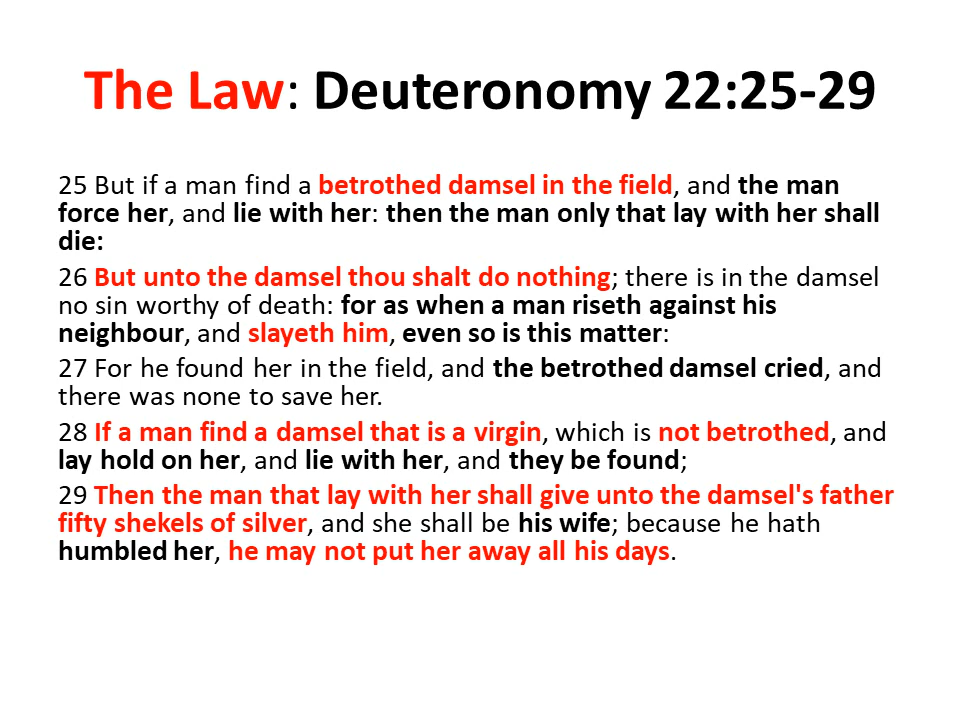 The Law: Deuteronomy 22:25-29
25 But if a man find a betrothed damsel in the field, and the man
force her, and lie with her: then the man only that lay with her shall
die:
26 But unto the damsel thou shalt do nothing; there is in the damsel
no sin worthy of death: for as when a man riseth against his
neighbour, and slayeth him, even so is this matter:
27 For he found her in the field, and the betrothed damsel cried, and
there was none to save her.
28 If a man find a damsel that is a virgin, which is not betrothed, and
lay hold on her, and lie with her, and they be found;
29 Then the man that lay with her shall give unto the damsel's father
fifty shekels of silver, and she shall be his wife; because he hath
humbled her, he may not put her away all his days.